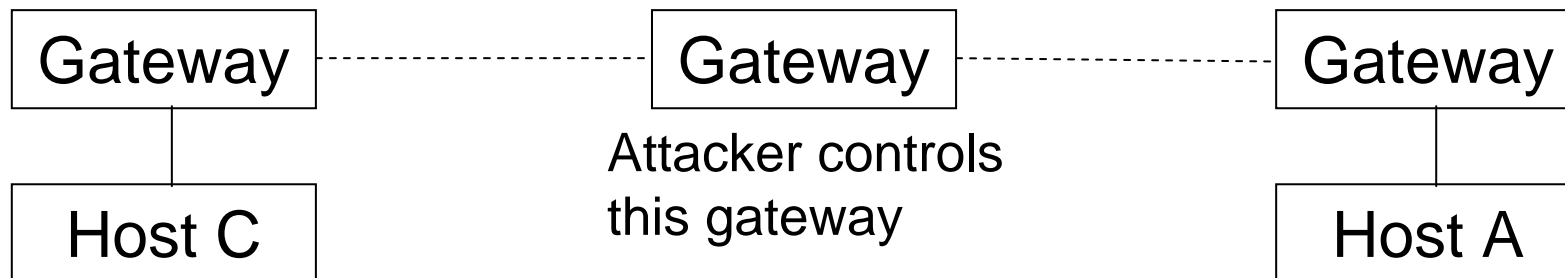 Gateway
Gateway
Gateway
Attacker controls
this gateway
Host C
Host A